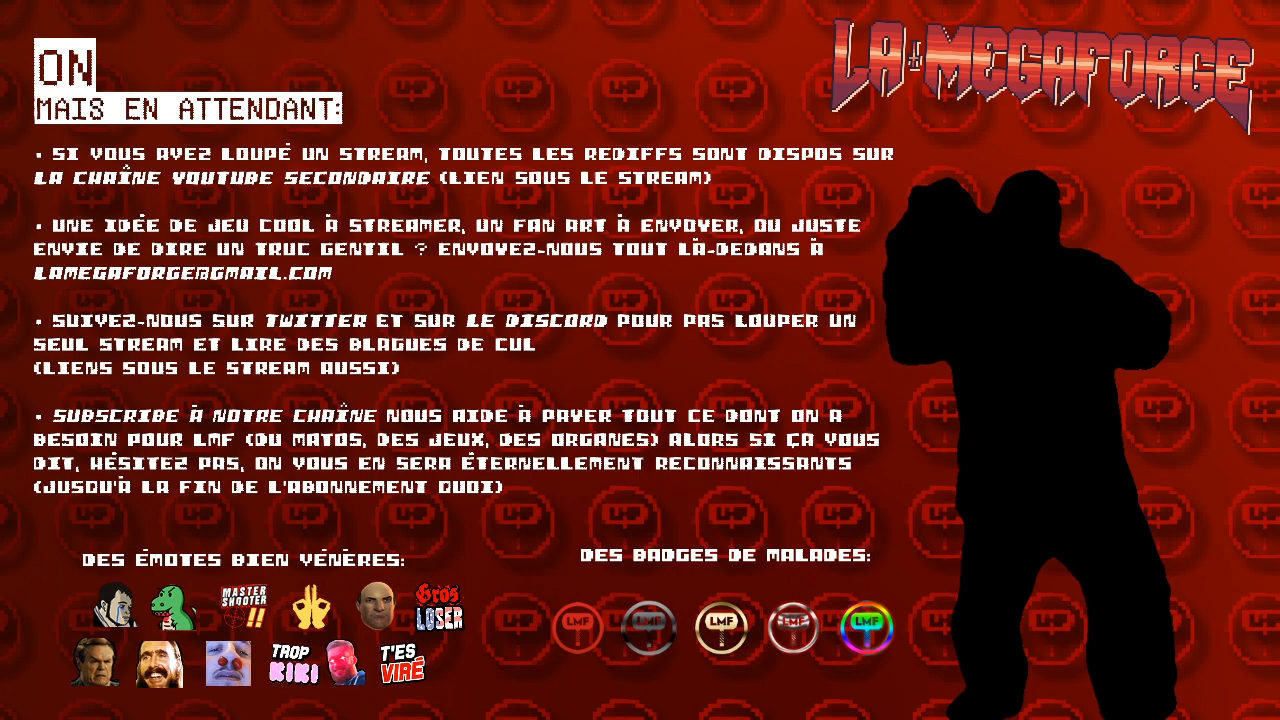 ON
MAIS EN ATTENDANT:
LA MEGAFORGE
• SI VOUS AVEZ LOUPÉ UN STREAM, TOUTES LES REDIFFS SONT DISPOS SUR
LA CHAÎNE YOUTUBE SECONDAIRE (LIEN SOUS LE STREAM)
• UNE IDÉE DE JEU COOL À STREAMER, UN FAN ART À ENVOYER, OU JUSTE
ENVIE DE DIRE UN TRUC GENTIL ? ENVOYEZ-NOUS TOUT LÀ-DEDANS À
LAMEGAFORGE@GMAIL.COM
• SUIVEZ-NOUS SUR TWITTER ET SUR LE DISCORD POUR PAS LOUPER UN
SEUL STREAM ET LIRE DES BLAGUES DE CUL
(LIENS SOUS LE STREAM AUSSI)
• SUBSCRIBE À NOTRE CHAÎNE NOUS AIDE À PAYER TOUT CE DONT ON A
BESOIN POUR LMF (DU MATOS, DES JEUX, DES ORGANES) ALORS SI ÇA VOUS
DIT, HÉSITEZ PAS, ON VOUS EN SERA ÉTERNELLEMENT RECONNAISSANTS
(JUSQU'À LA FIN DE L'ABONNEMENT QUOI)
DES ÉMOTES BIEN VÉNÈRES:
DES BADGES DE MALADES:
MASTER
SHOOTER
!!
GROS
LOSER
TROP
KIKI
T'ES
VIRÉ
LMF
LMF
LMF
LMF
LMF